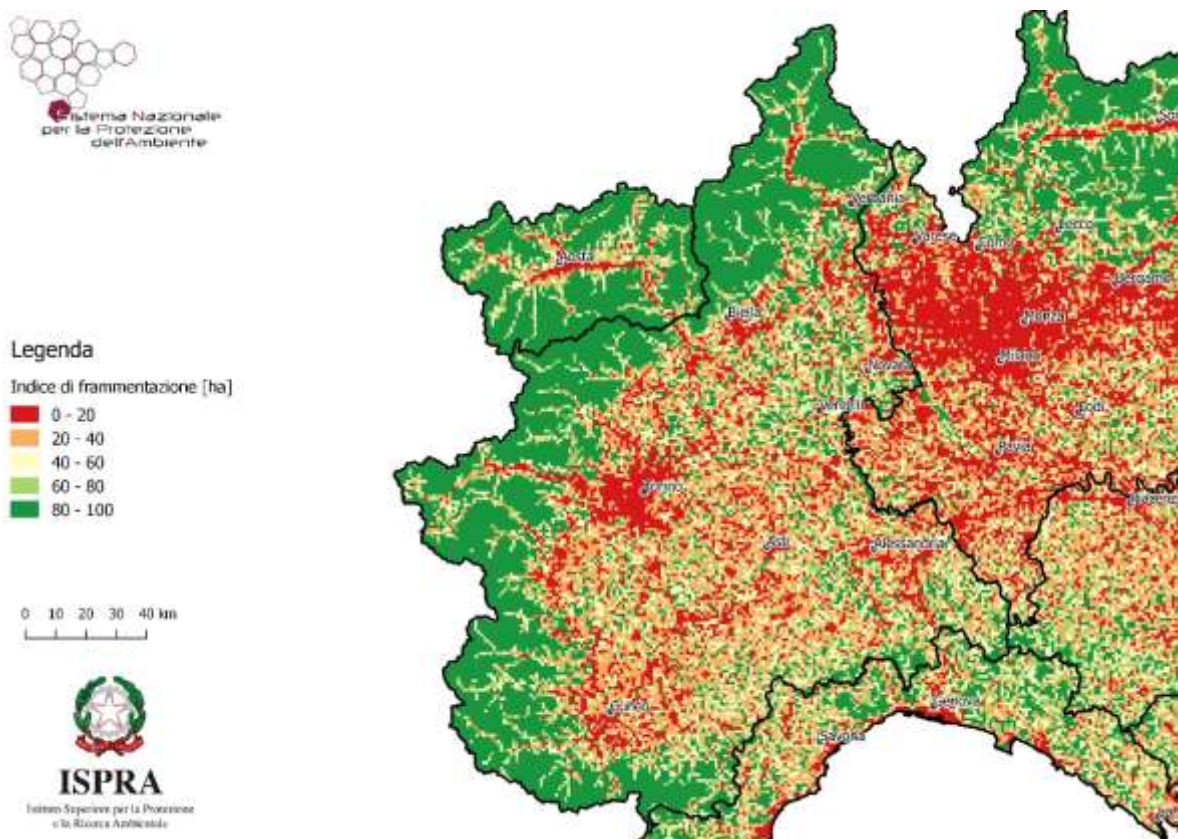 Sistema Nazionale
per la Protezione
dell'Ambiente
Legenda
Indice di frammentazione [ha]
0 - 20
20 - 40
40 - 60
60 - 80
80 - 100
0 10 20 30 40 km
ISPRA
Istituto Superiore per la Protezione
e la Ricerca Ambientale
Verbania
Varese
Como
Lecco
Aosta
Bergamo
Biella
Monza
Milano
Novara
Vercelli
Lodi
Pavia
Torino
Asti
Alessandria
Cuneo
Genova
Savona